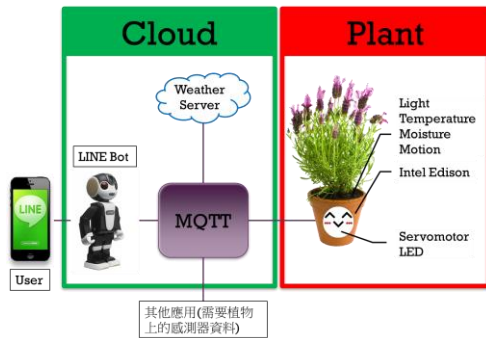 Cloud
Plant
Weather
Server
Light
Temperature
Moisture
Motion
LINE Bot
Intel Edison
LINE
MQTT
Servomotor
LED
User
其他應用(需要植物
上的感測器資料)